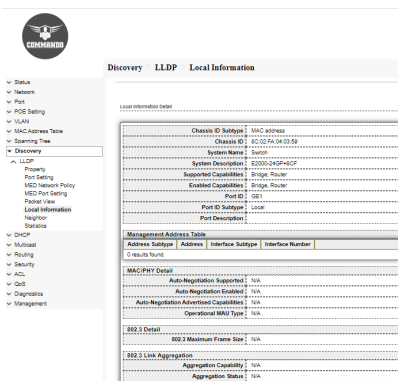 COMMANDO
Discovery LLDP Local Information
Status
Network
Port
POE Setting
VLAN
MAC Address Table
Spanning Tree
Discovery
LLDP
Property
Port Setting
MED Network Policy
MED Port Setting
Packet View
Local Information
Neighbor
Statistics
DHCP
Multicast
Routing
Security
ACL
QoS
Diagnostics
Management
Local Information Detail
Chassis ID Subtype MAC address
Chassis ID 8C:02:FA:04:03:59
System Name Switch
System Description E2000-24GP+8CF
Supported Capabilities Bridge, Router
Enabled Capabilities Bridge, Router
Port ID GE1
Port ID Subtype Local
Port Description
Management Address Table
Address Subtype Address Interface Subtype Interface Number
0 results found.
MAC/PHY Detail
Auto-Negotiation Supported N/A
Auto-Negotiation Enabled N/A
Auto-Negotiation Advertised Capabilities N/A
Operational MAU Type N/A
802.3 Detail
802.3 Maximum Frame Size N/A
802.3 Link Aggregation
Aggregation Capability N/A
Aggregation Status N/A